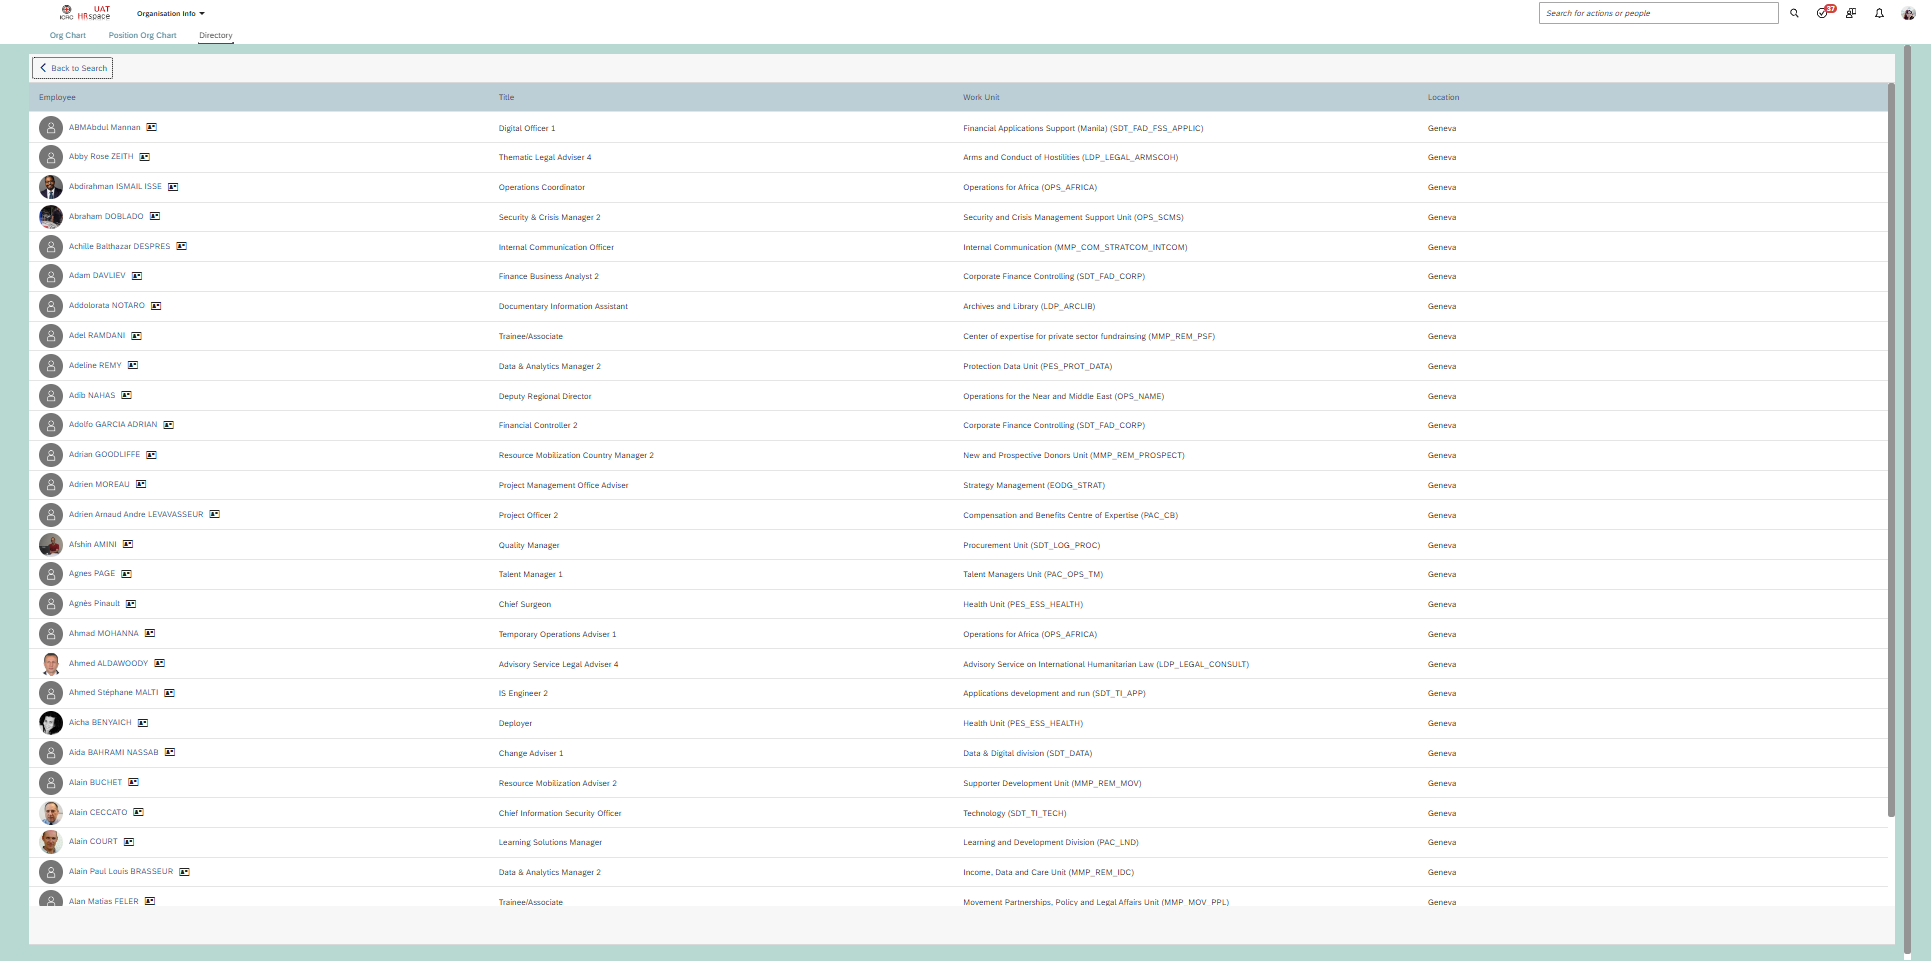 UAT
ICRC HRspace
Organisation Info
Search for actions or people
37
Org Chart Position Org Chart Directory
Back to Search
Employee Title Work Unit Location
ABMAbdul Mannan Digital Officer 1 Financial Applications Support (Manila) (SDT_FAD_FSS_APPLIC) Geneva
Abby Rose ZEITH Thematic Legal Adviser 4 Arms and Conduct of Hostilities (LDP_LEGAL_ARMSCOH) Geneva
Abdirahman ISMAIL ISSE Operations Coordinator Operations for Africa (OPS_AFRICA) Geneva
Abraham DOBLADO Security & Crisis Manager 2 Security and Crisis Management Support Unit (OPS_SCMS) Geneva
Achille Balthazar DESPRES Internal Communication Officer Internal Communication (MMP_COM_STRATCOM_INTCOM) Geneva
Adam DAVLIEV Finance Business Analyst 2 Corporate Finance Controlling (SDT_FAD_CORP) Geneva
Addolorata NOTARO Documentary Information Assistant Archives and Library (LDP_ARCLIB) Geneva
Adel RAMDANI Trainee/Associate Center of expertise for private sector fundrainsing (MMP_REM_PSF) Geneva
Adeline REMY Data & Analytics Manager 2 Protection Data Unit (PES_PROT_DATA) Geneva
Adib NAHAS Deputy Regional Director Operations for the Near and Middle East (OPS_NAME) Geneva
Adolfo GARCIA ADRIAN Financial Controller 2 Corporate Finance Controlling (SDT_FAD_CORP) Geneva
Adrian GOODLIFFE Resource Mobilization Country Manager 2 New and Prospective Donors Unit (MMP_REM_PROSPECT) Geneva
Adrien MOREAU Project Management Office Adviser Strategy Management (EODG_STRAT) Geneva
Adrien Arnaud Andre LEVAVASSEUR Project Officer 2 Compensation and Benefits Centre of Expertise (PAC_CB) Geneva
Afshin AMINI Quality Manager Procurement Unit (SDT_LOG_PROC) Geneva
Agnes PAGE Talent Manager 1 Talent Managers Unit (PAC_OPS_TM) Geneva
Agnès Pinault Chief Surgeon Health Unit (PES_ESS_HEALTH) Geneva
Ahmad MOHANNA Temporary Operations Adviser 1 Operations for Africa (OPS_AFRICA) Geneva
Ahmed ALDAWOODY Advisory Service Legal Adviser 4 Advisory Service on International Humanitarian Law (LDP_LEGAL_CONSULT) Geneva
Ahmed Stéphane MALTI IS Engineer 2 Applications development and run (SDT_TI_APP) Geneva
Aicha BENYAICH Deployer Health Unit (PES_ESS_HEALTH) Geneva
Aida BAHRAMI NASSAB Change Adviser 1 Data & Digital division (SDT_DATA) Geneva
Alain BUCHET Resource Mobilization Adviser 2 Supporter Development Unit (MMP_REM_MOV) Geneva
Alain CECCATO Chief Information Security Officer Technology (SDT_TI_TECH) Geneva
Alain COURT Learning Solutions Manager Learning and Development Division (PAC_LND) Geneva
Alain Paul Louis BRASSEUR Data & Analytics Manager 2 Income, Data and Care Unit (MMP_REM_IDC) Geneva
Alan Matias FELER Trainee/Associate Movement Partnerships, Policy and Legal Affairs Unit (MMP_MOV_PPL) Geneva